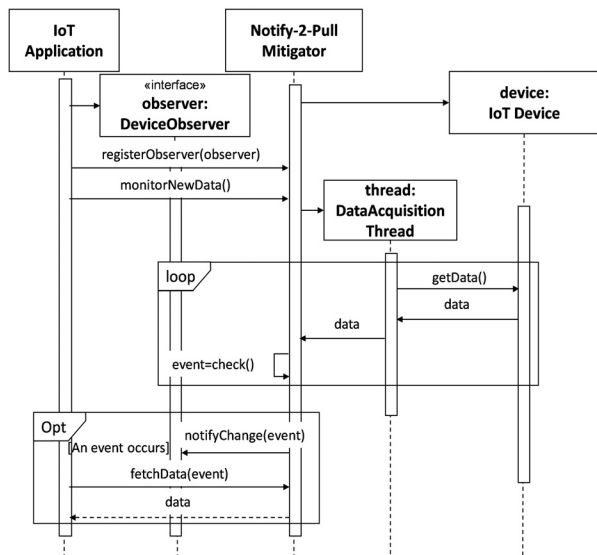 IoT
Application
Notify-2-Pull
Mitigator
«interface»
observer:
DeviceObserver
device:
IoT Device
registerObserver(observer)
monitorNewData()
thread:
DataAcquisition
Thread
loop
getData()
data
data
event=check()
Opt
[An event occurs]
notifyChange(event)
fetchData(event)
data